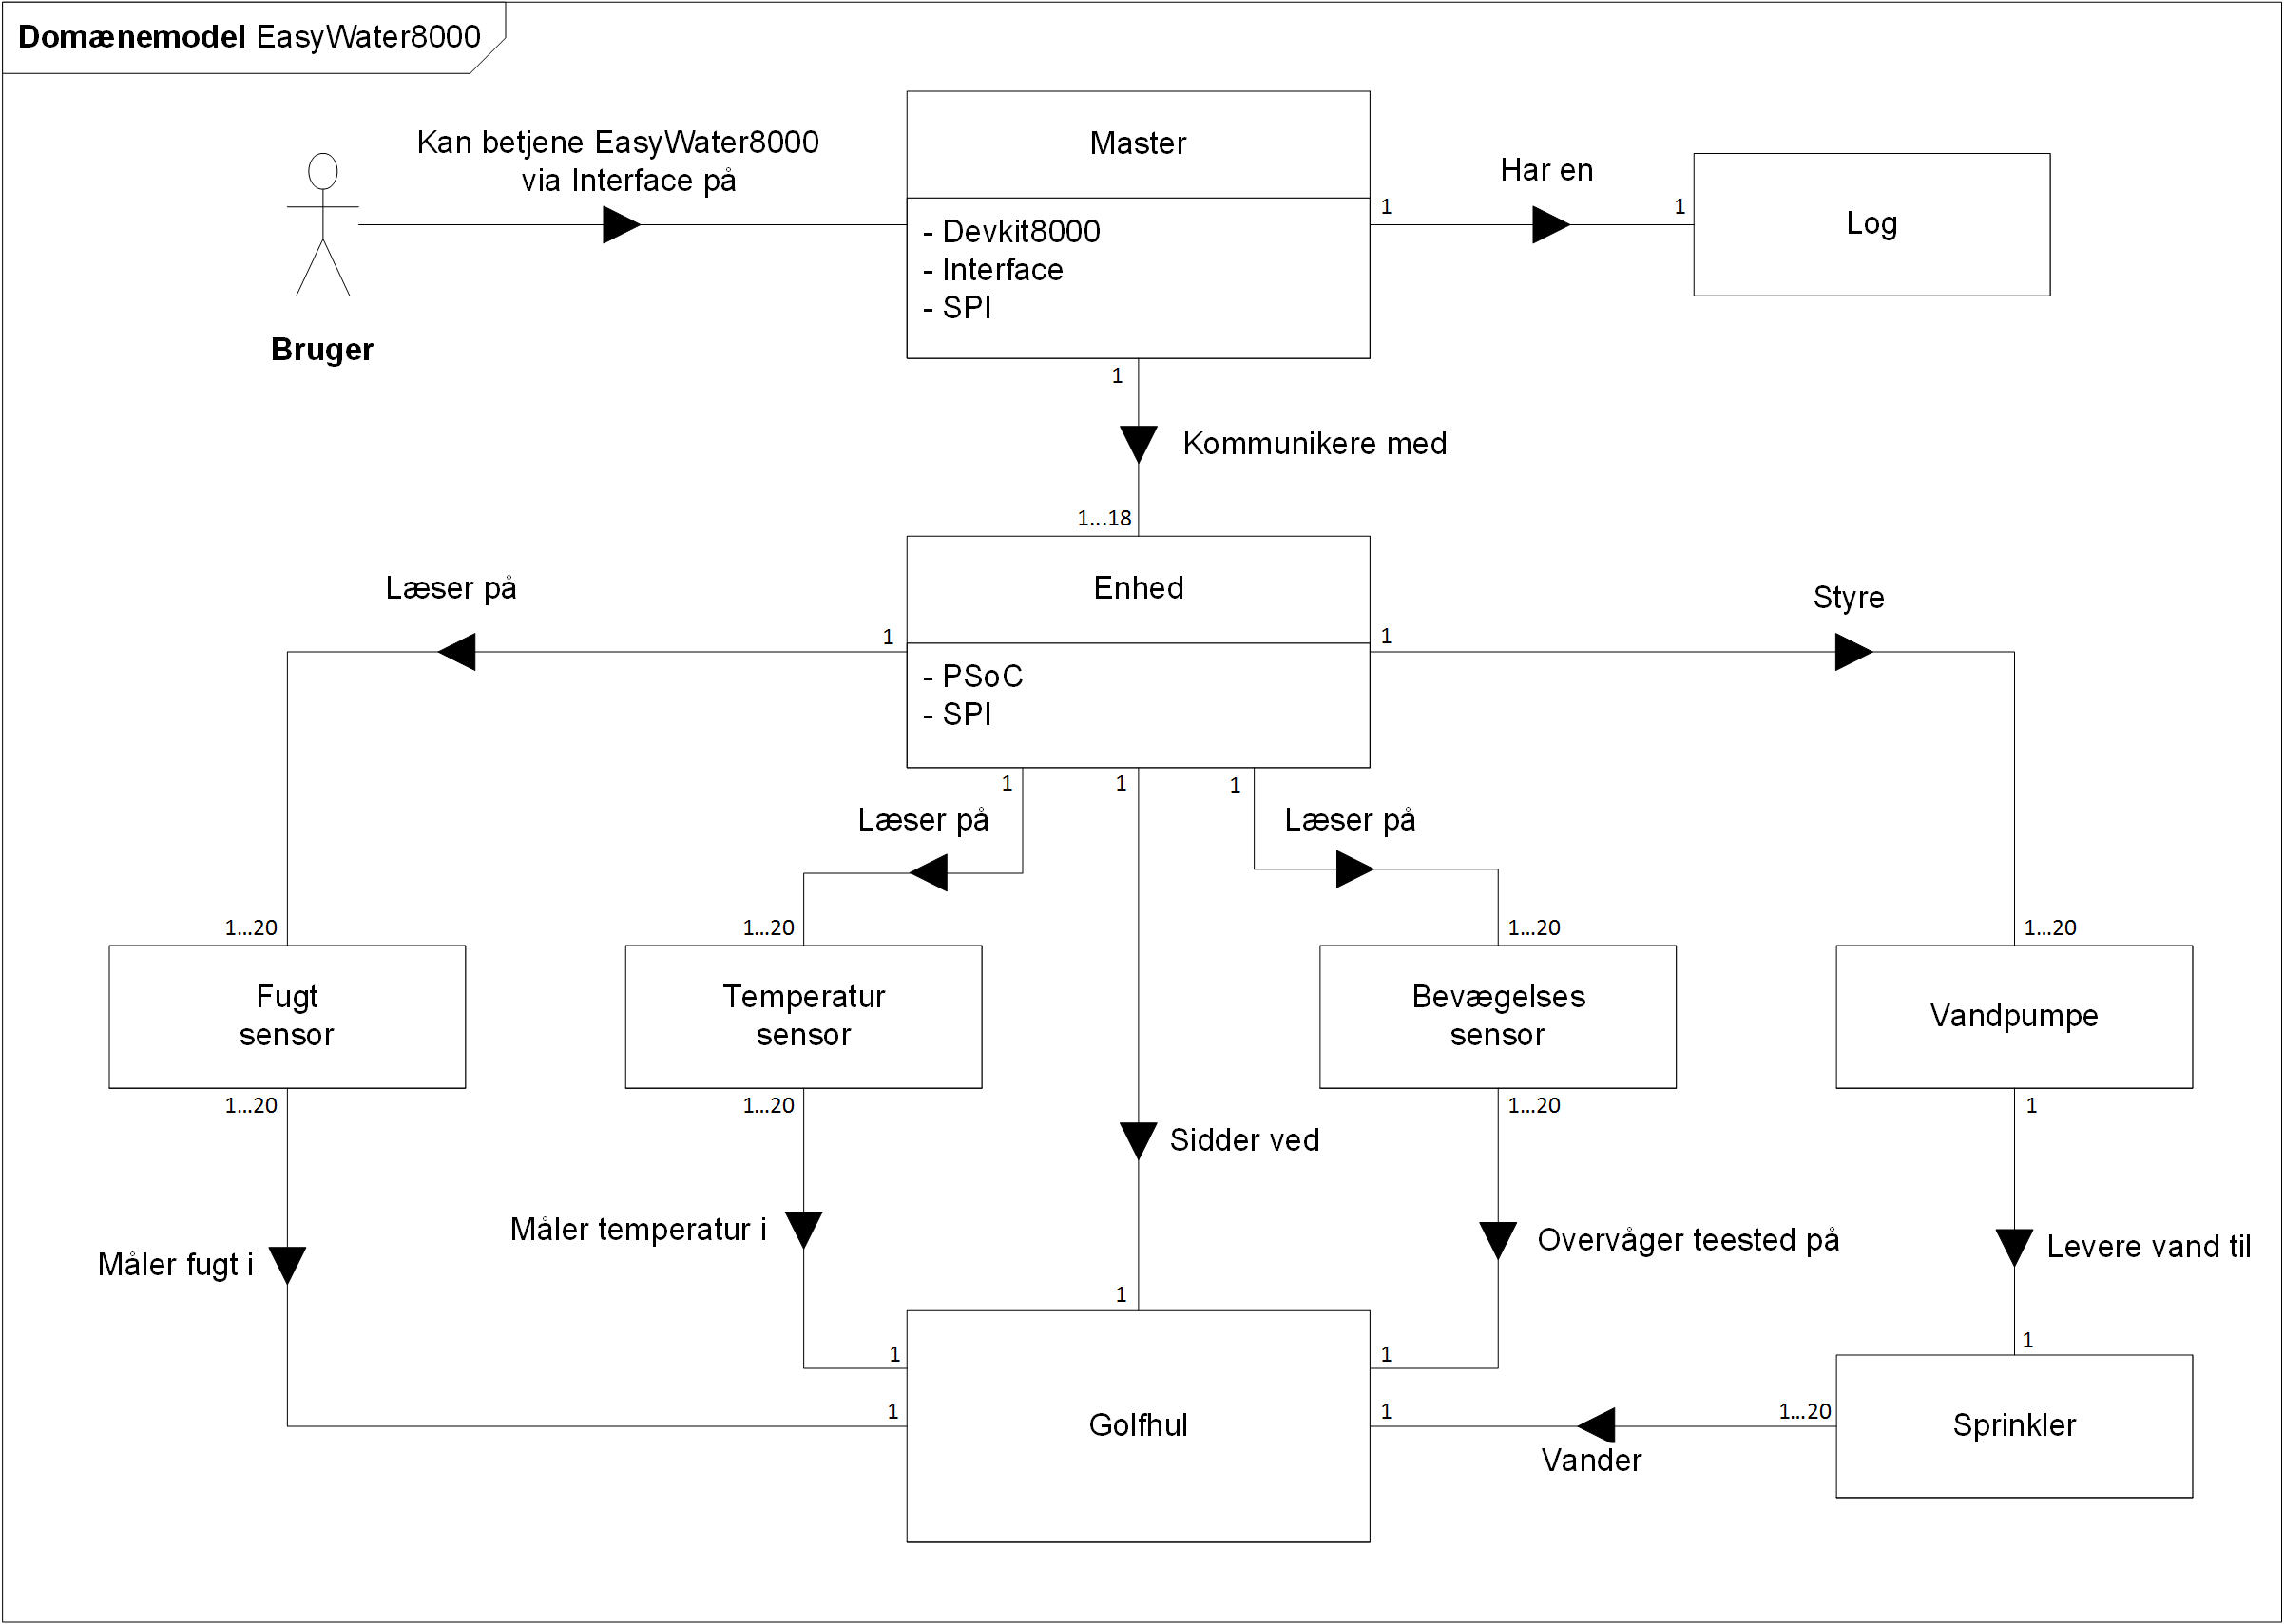 Domænemodel EasyWater8000
Kan betjene EasyWater8000
via Interface på
Bruger
Master
- Devkit8000
- Interface
- SPI
1
Har en
1
Log
1
Kommunikere med
1...18
Enhed
- PSoC
- SPI
Læser på
1
1
Styre
1
1
1
Læser på
Læser på
1...20
1...20
1...20
1...20
Fugt
sensor
Temperatur
sensor
Bevægelses
sensor
Vandpumpe
1...20
1...20
1...20
1
Sidder ved
Måler fugt i
Måler temperatur i
Overvåger teested på
Levere vand til
1
1
1
1
1
1
1...20
Golfhul
Vander
Sprinkler